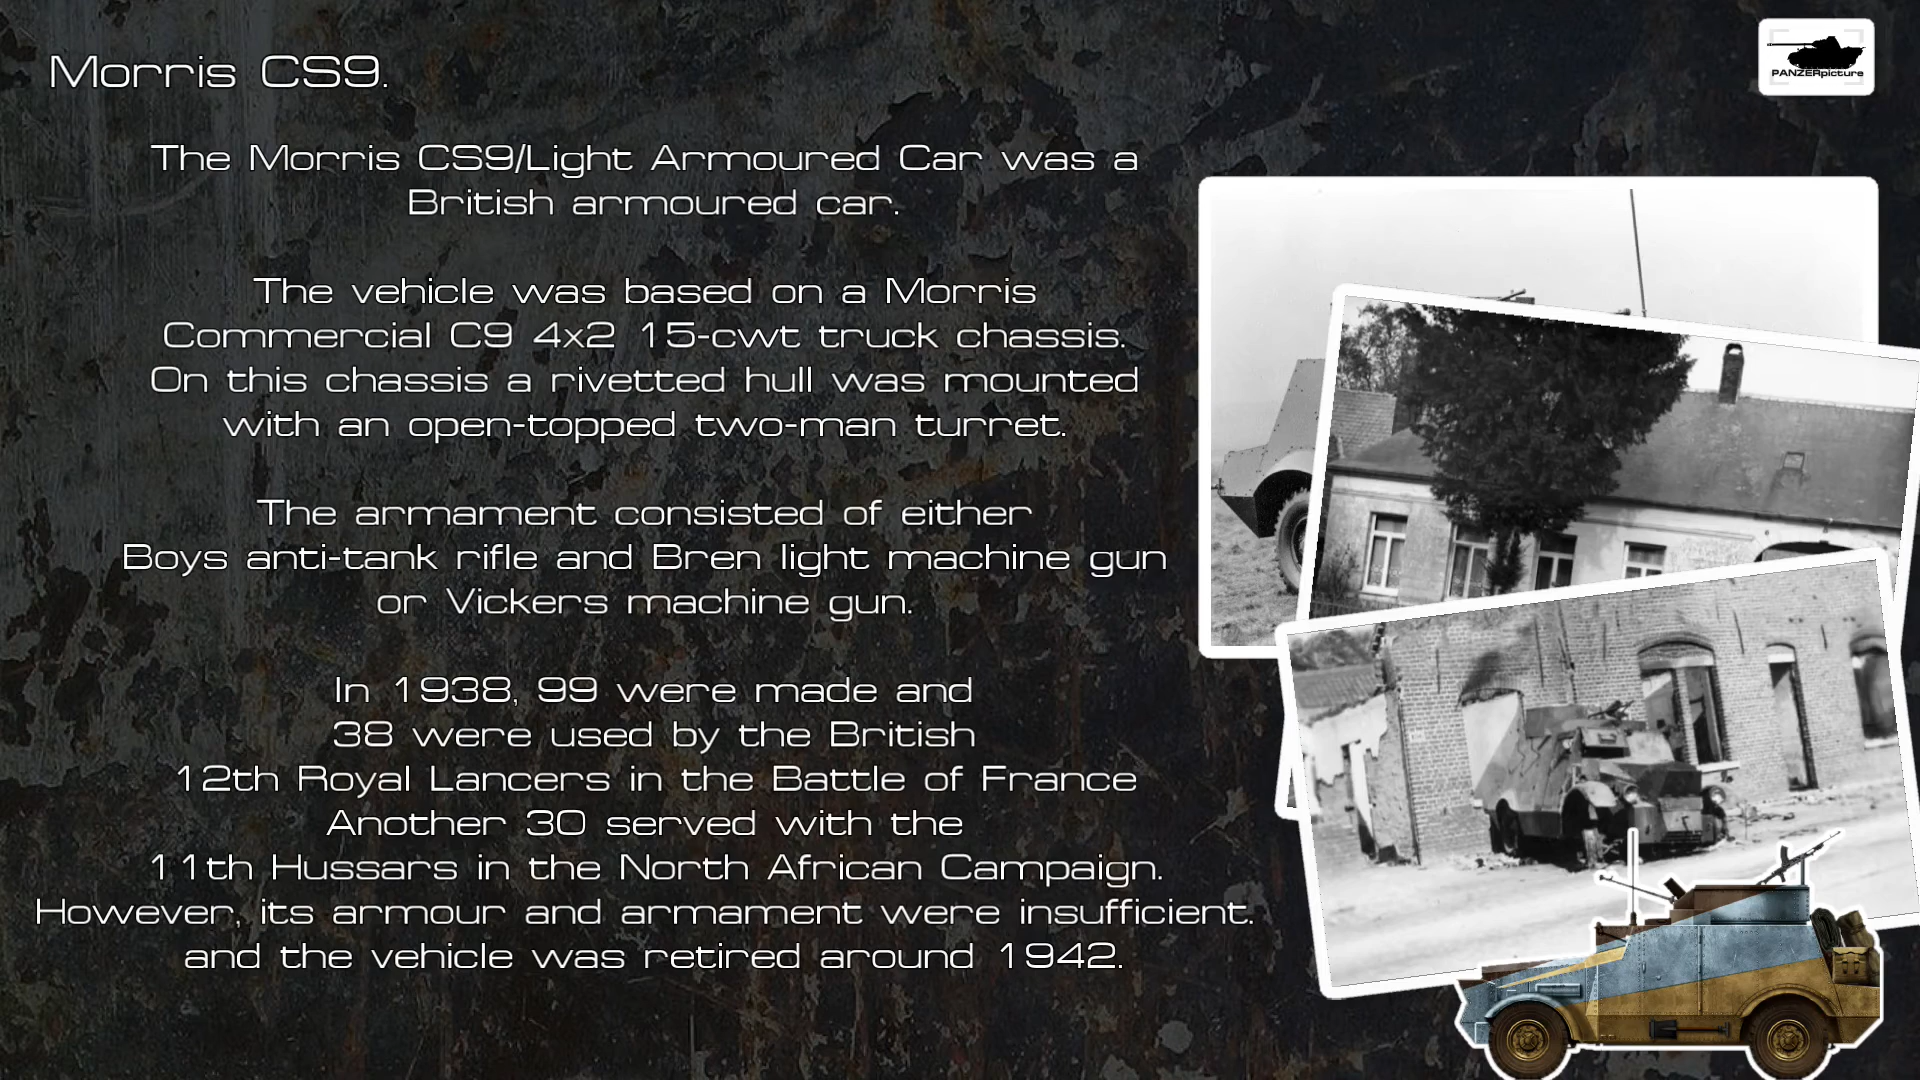 Morris CS9.
PANZERpicture
The Morris CS9/Light Armoured Car was a
British armoured car.
The vehicle was based on a Morris
Commercial C9 4x2 15-cwt truck chassis.
On this chassis a rivetted hull was mounted
with an open-topped two-man turret.
The armament consisted of either
Boys anti-tank rifle and Bren light machine gun
or Vickers machine gun.
In 1938, 99 were made and
38 were used by the British
12th Royal Lancers in the Battle of France
Another 30 served with the
11th Hussars in the North African Campaign.
However, its armour and armament were insufficient.
and the vehicle was retired around 1942.